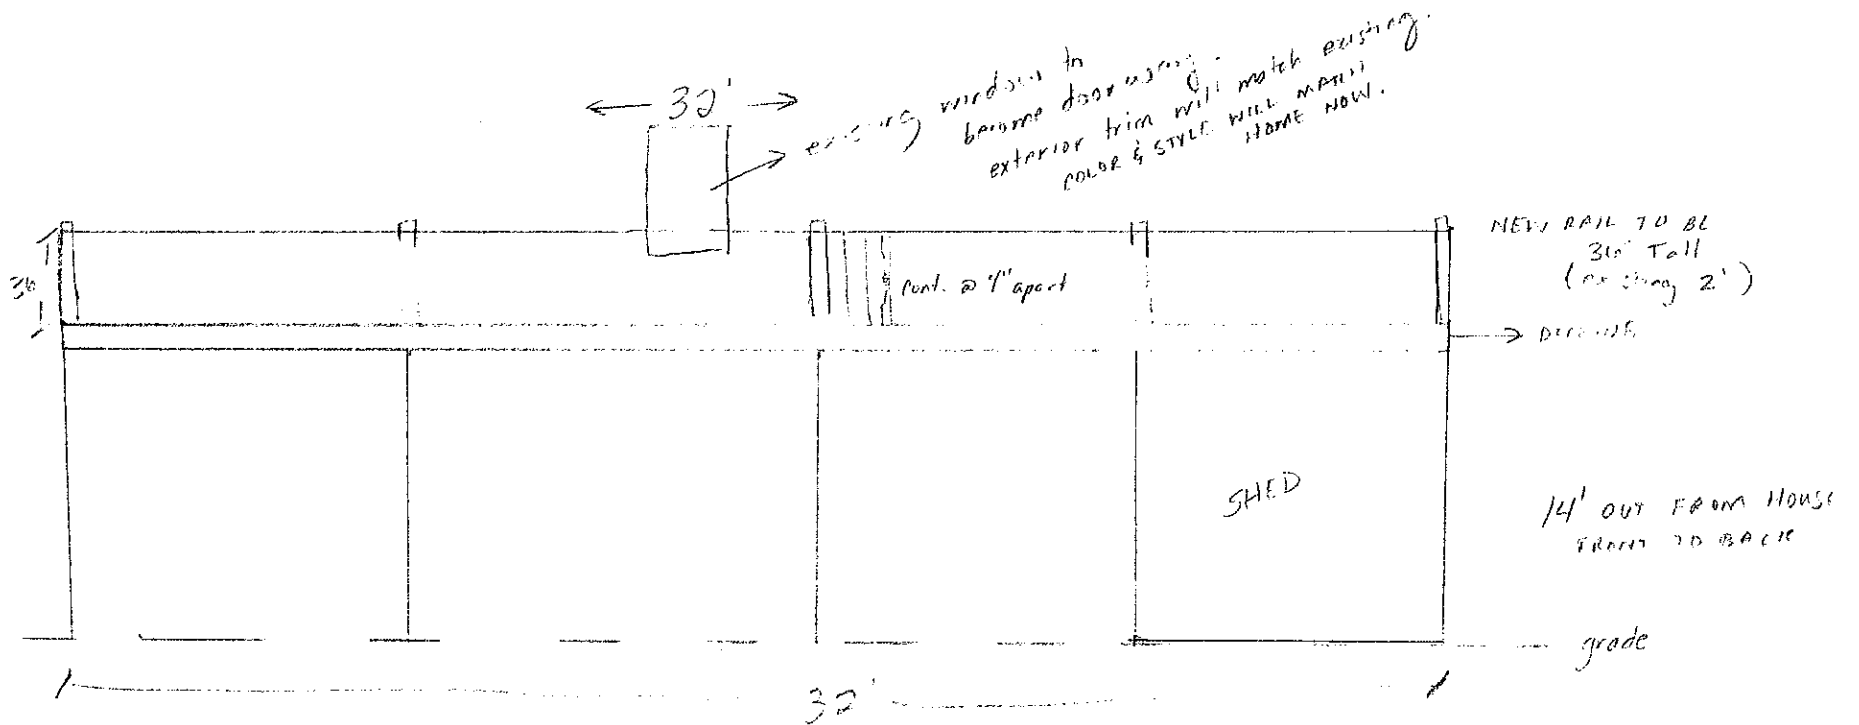 32'
existing window to
become door using.
exterior trim will match existing.
COLOR & STYLE WILL MATCH
HOME NOW.
NEW RAIL TO BE
36" Tall
(existing 2')
36
cont. @ 4" apart
DECKING
SHED
14' OUT FROM HOUSE
FRONT TO BACK
grade
32'